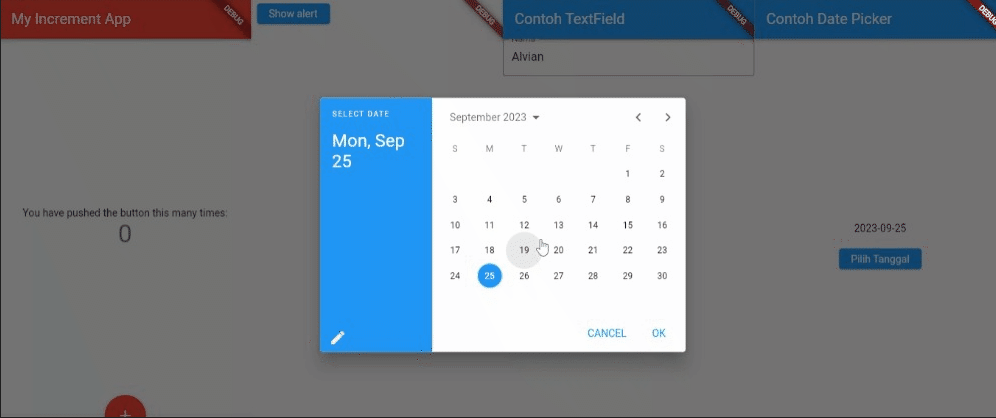 My Increment App
DEBUG
Show alert
DEBUG
Contoh TextField
DEBUG
Contoh Date Picker
DEBUG
Alvian
SELECT DATE
Mon, Sep
25
September 2023
S M T W T F S
1 2
3 4 5 6 7 8 9
10 11 12 13 14 15 16
17 18 19 20 21 22 23
24 25 26 27 28 29 30
CANCEL OK
You have pushed the button this many times:
0
2023-09-25
Pilih Tanggal
+